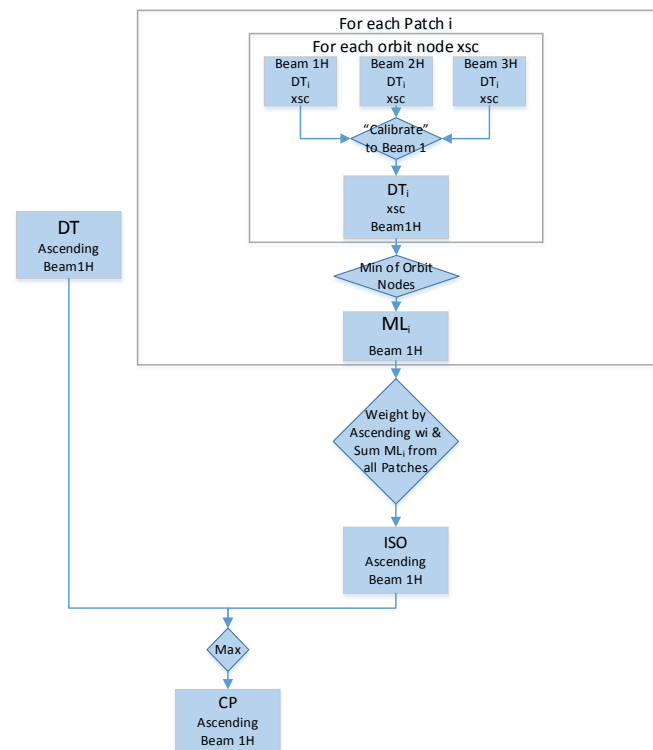 For each Patch i
For each orbit node xsc
Beam 1H
DTi
xsc
Beam 2H
DTi
xsc
Beam 3H
DTi
xsc
“Calibrate”
to Beam 1
DTi
xsc
Beam1H
DT
Ascending
Beam1H
Min of Orbit
Nodes
MLi
Beam 1H
Weight by
Ascending wi &
Sum MLi from
all Patches
ISO
Ascending
Beam 1H
Max
CP
Ascending
Beam 1H